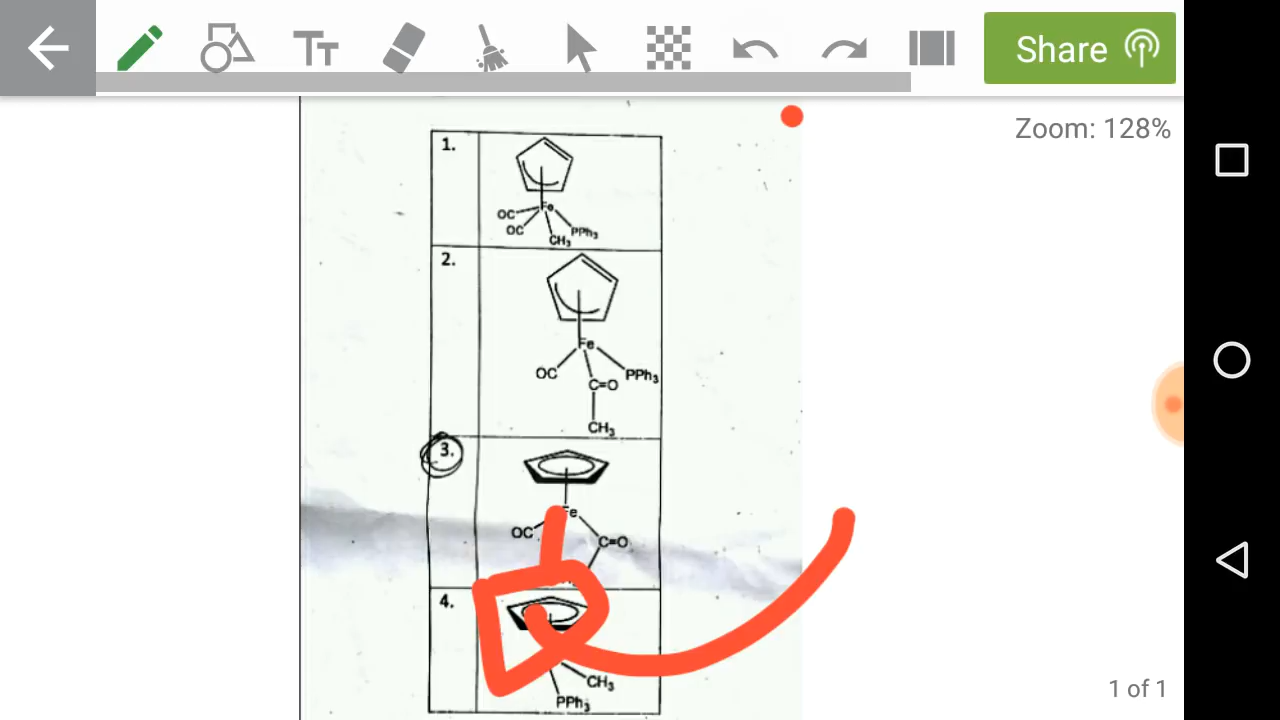 Share
Zoom: 128%
1.
Fe
OC
OC
CH3
PPh3
2.
Fe
OC
PPh3
C=O
CH3
3.
Fe
OC
C=O
4.
CH3
PPh3
1 of 1